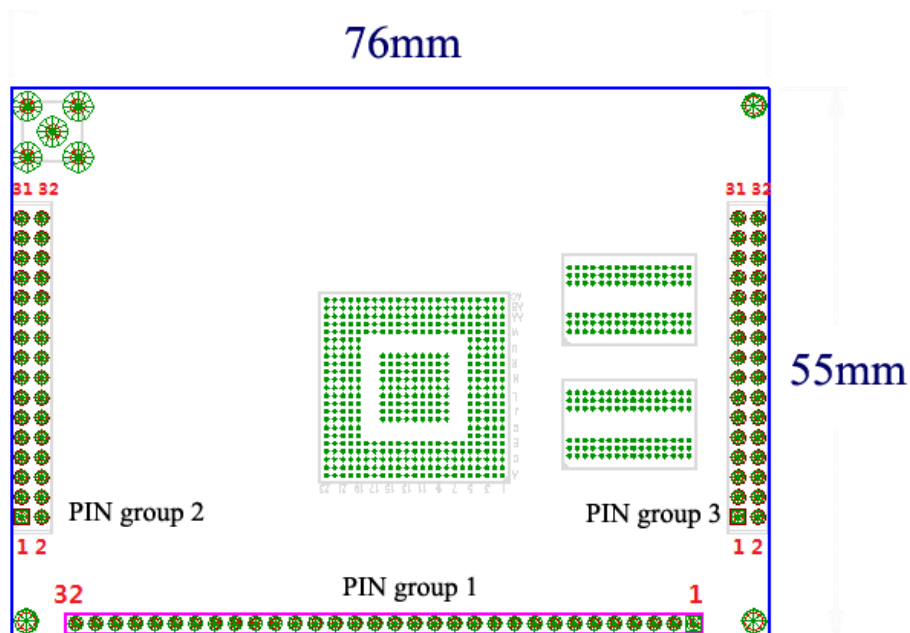 76mm
31 32
31 32
55mm
PIN group 2
PIN group 3
1 2
1 2
PIN group 1
32
1